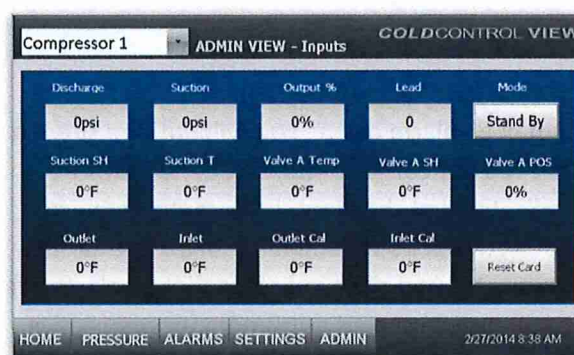 Compressor 1 ADMIN VIEW - Inputs COLDCONTROL VIEW
Discharge Suction Output % Lead Mode
0psi 0psi 0% 0 Stand By
Suction SH Suction T Valve A Temp Valve A SH Valve A POS
0°F 0°F 0°F 0°F 0%
Outlet Inlet Outlet Cal Inlet Cal
0°F 0°F 0°F 0°F Reset Card
HOME PRESSURE ALARMS SETTINGS ADMIN 2/27/2014 8:38 AM